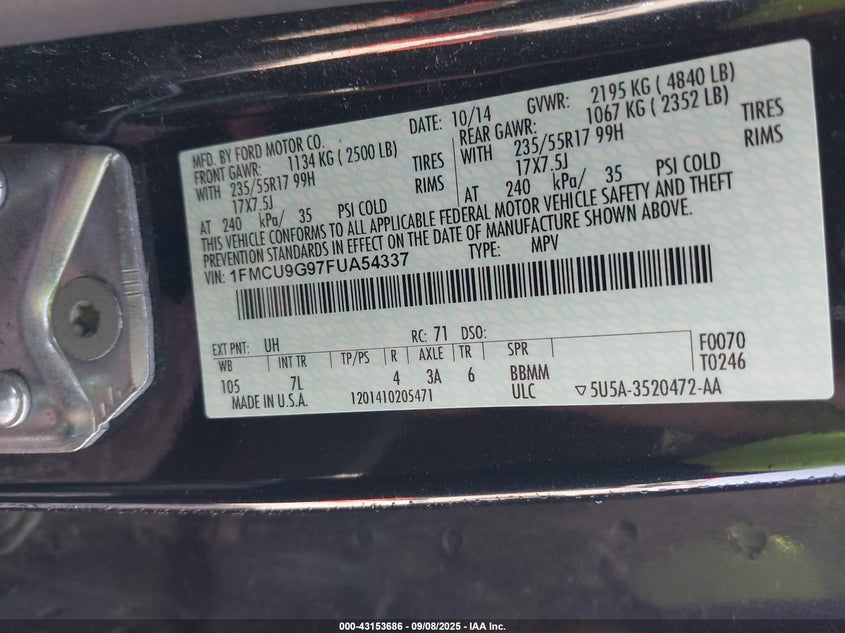 MFD. BY FORD MOTOR CO.
DATE: 10/14 GVWR: 2195 KG ( 4840 LB)
FRONT GAWR: 1134 KG ( 2500 LB)
REAR GAWR: 1067 KG ( 2352 LB)
WITH 235/55R17 99H TIRES
WITH 235/55R17 99H TIRES
17X7.5J RIMS
17X7.5J RIMS
AT 240 kPa/ 35 PSI COLD
AT 240 kPa/ 35 PSI COLD
THIS VEHICLE CONFORMS TO ALL APPLICABLE FEDERAL MOTOR VEHICLE SAFETY AND THEFT
PREVENTION STANDARDS IN EFFECT ON THE DATE OF MANUFACTURE SHOWN ABOVE.
VIN: 1FMCU9G97FUA54337 TYPE: MPV
EXT PNT: UH RC: 71 DSO:
WB INT TR TP/PS R AXLE TR SPR F0070
105 7L 4 3A 6 BBMM T0246
MADE IN U.S.A. 1201410205471 ULC ▽5U5A-3520472-AA
000-43153686 - 09/08/2025 - IAA Inc.